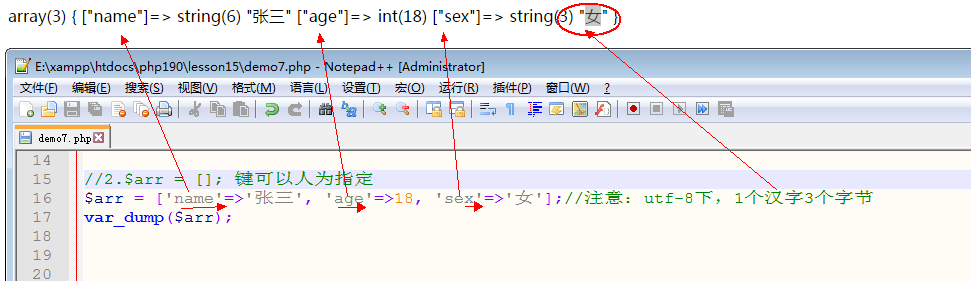 array(3) { ["name"]=> string(6) "张三" ["age"]=> int(18) ["sex"]=> string(3) "女" }
E:\xampp\htdocs\php190\lesson15\demo7.php - Notepad++ [Administrator]
文件(F) 编辑(E) 搜索(S) 视图(V) 格式(M) 语言(L) 设置(T) 宏(O) 运行(R) 插件(P) 窗口(W) ?
demo7.php
14
15 //2.$arr = []; 键可以人为指定
16 $arr = ['name'=>'张三', 'age'=>18, 'sex'=>'女'];//注意：utf-8下，1个汉字3个字节
17 var_dump($arr);
18
19
20